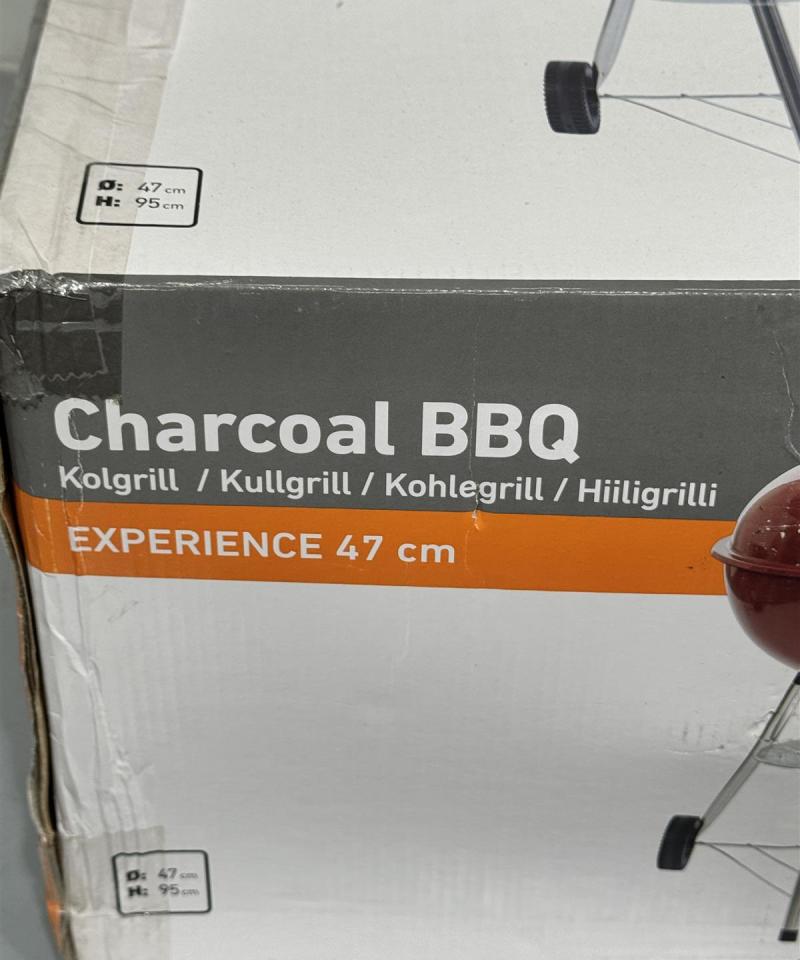 Ø: 47 cm
H: 95 cm
Charcoal BBQ
Kolgrill / Kullgrill / Kohlegrill / Hiiligrilli
EXPERIENCE 47 cm
Ø: 47 cm
H: 95 cm